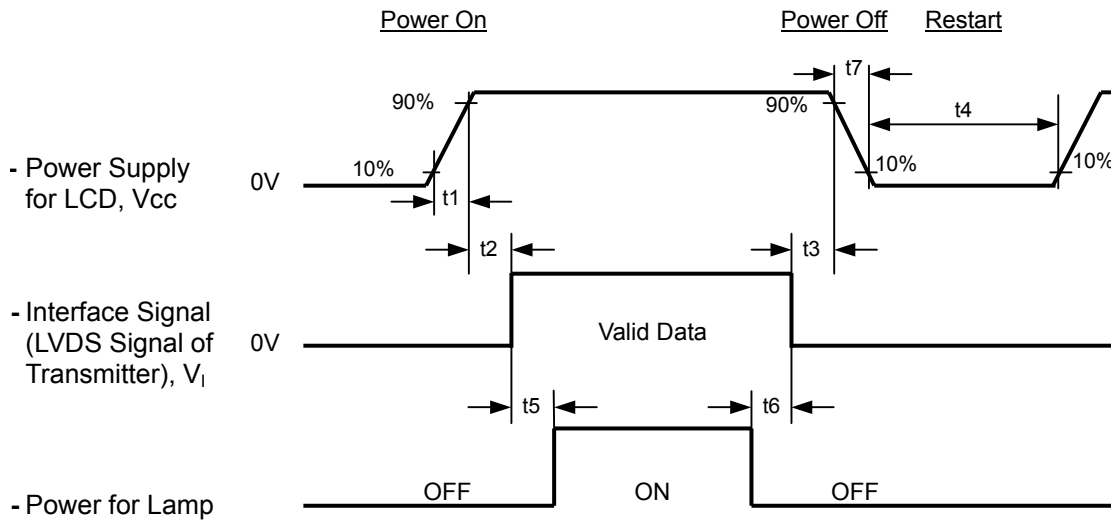 Power On
Power Off
Restart
t7
90%
90%
t4
- Power Supply
for LCD, Vcc
0V
10%
10%
10%
t1
t2
t3
- Interface Signal
(LVDS Signal of
Transmitter), VI
0V
Valid Data
t5
t6
- Power for Lamp
OFF
ON
OFF